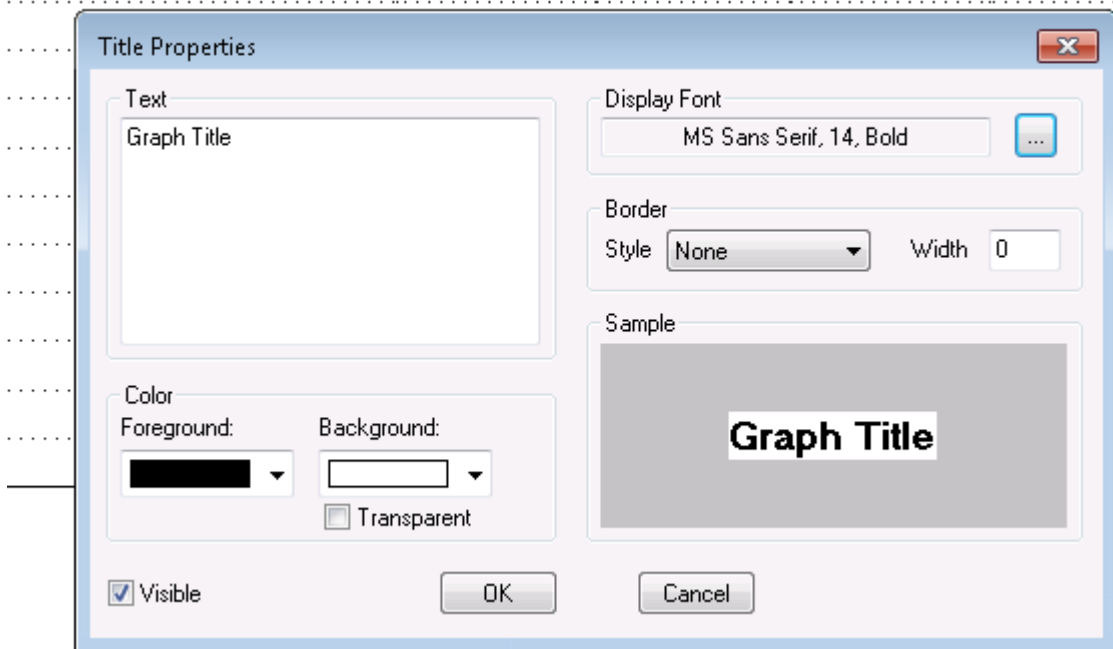 Title Properties
Text
Graph Title
Display Font
MS Sans Serif, 14, Bold
...
Border
Style None Width 0
Sample
Graph Title
Color
Foreground: Background:
Transparent
Visible
OK
Cancel